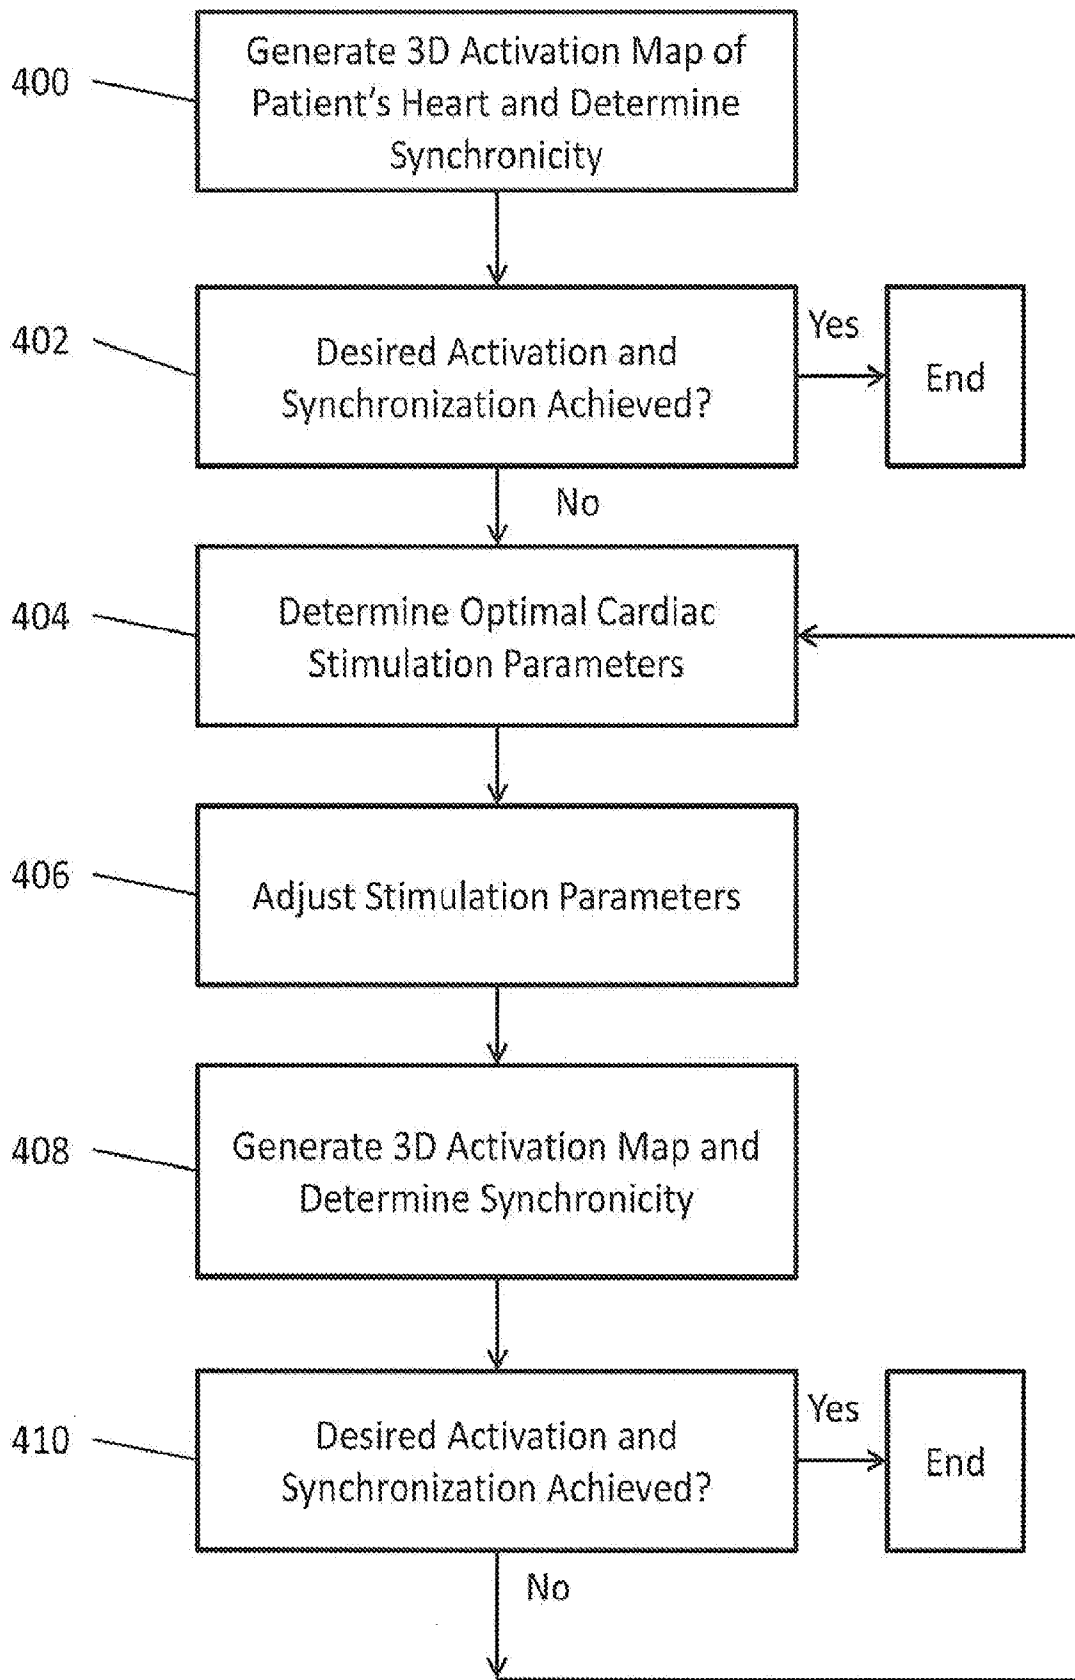 400
Generate 3D Activation Map of
Patient's Heart and Determine
Synchronicity
402
Desired Activation and
Synchronization Achieved?
Yes
End
No
404
Determine Optimal Cardiac
Stimulation Parameters
406
Adjust Stimulation Parameters
408
Generate 3D Activation Map and
Determine Synchronicity
410
Desired Activation and
Synchronization Achieved?
Yes
End
No